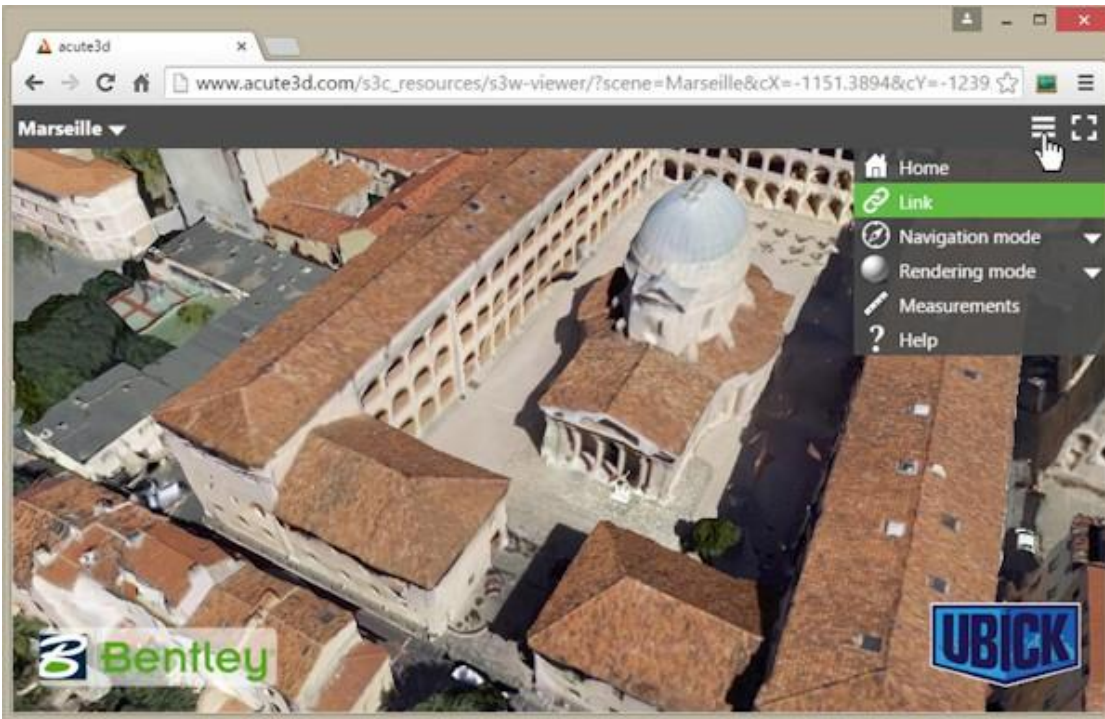 acute3d
www.acute3d.com/s3c_resources/s3w-viewer/?scene=Marseille&cX=-1151.3894&cY=-1239
Marseille
Home
Link
Navigation mode
Rendering mode
Measurements
? Help
Bentley
UBICK